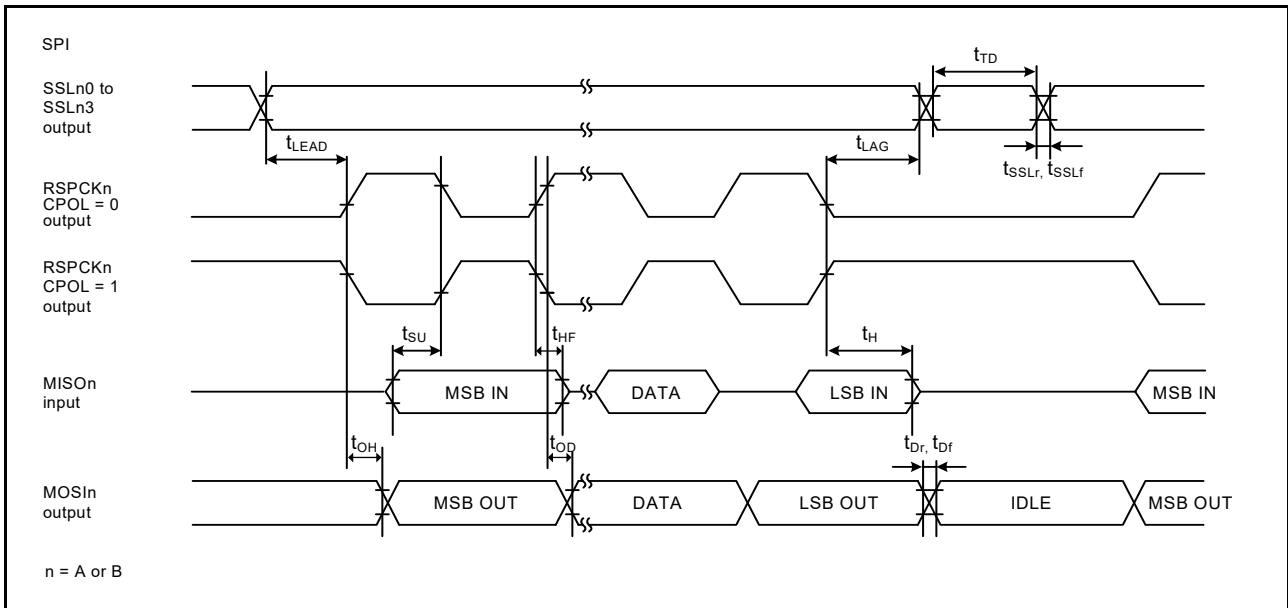 SPI
SSLn0 to
SSLn3
output
tTD
tLEAD
tLAG
tSSLr, tSSLf
RSPCKn
CPOL = 0
output
RSPCKn
CPOL = 1
output
tSU
tHF
tH
MISOn
input
MSB IN
DATA
LSB IN
MSB IN
tOH
tOD
tDr, tDf
MOSIn
output
MSB OUT
DATA
LSB OUT
IDLE
MSB OUT
n = A or B